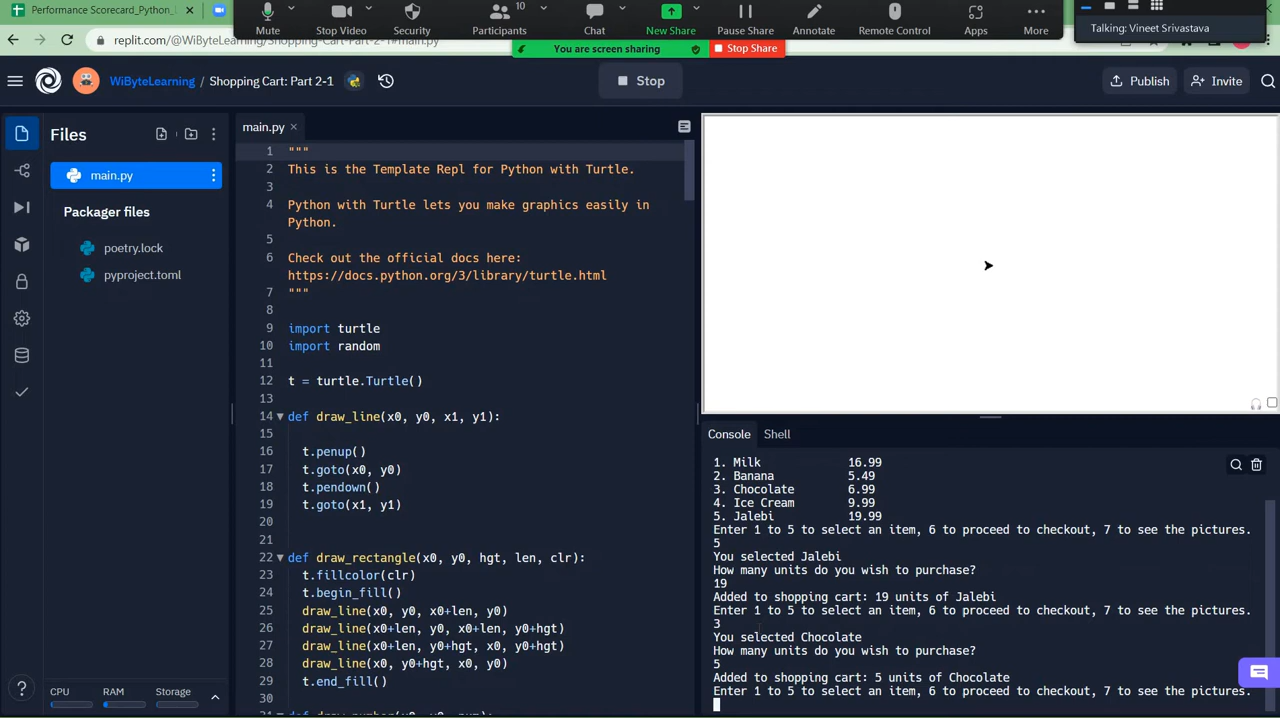 Performance Scorecard_Python_L
Mute
Stop Video
Security
10
Participants
Chat
New Share
Pause Share
Annotate
Remote Control
Apps
More
Talking: Vineet Srivastava
You are screen sharing
Stop Share
replit.com/@WiByteLearning/Shopping-Cart-Part-2-1#main.py
WiByteLearning / Shopping Cart: Part 2-1
Stop
Publish
Invite
Files
main.py
Packager files
poetry.lock
pyproject.toml
CPU
RAM
Storage
main.py
1 """
2 This is the Template Repl for Python with Turtle.
3
4 Python with Turtle lets you make graphics easily in
Python.
5
6 Check out the official docs here:
https://docs.python.org/3/library/turtle.html
7 """
8
9 import turtle
10 import random
11
12 t = turtle.Turtle()
13
14 def draw_line(x0, y0, x1, y1):
15
16 t.penup()
17 t.goto(x0, y0)
18 t.pendown()
19 t.goto(x1, y1)
20
21
22 def draw_rectangle(x0, y0, hgt, len, clr):
23 t.fillcolor(clr)
24 t.begin_fill()
25 draw_line(x0, y0, x0+len, y0)
26 draw_line(x0+len, y0, x0+len, y0+hgt)
27 draw_line(x0+len, y0+hgt, x0, y0+hgt)
28 draw_line(x0, y0+hgt, x0, y0)
29 t.end_fill()
30
Console
Shell
1. Milk 16.99
2. Banana 5.49
3. Chocolate 6.99
4. Ice Cream 9.99
5. Jalebi 19.99
Enter 1 to 5 to select an item, 6 to proceed to checkout, 7 to see the pictures.
5
You selected Jalebi
How many units do you wish to purchase?
19
Added to shopping cart: 19 units of Jalebi
Enter 1 to 5 to select an item, 6 to proceed to checkout, 7 to see the pictures.
3
You selected Chocolate
How many units do you wish to purchase?
5
Added to shopping cart: 5 units of Chocolate
Enter 1 to 5 to select an item, 6 to proceed to checkout, 7 to see the pictures.